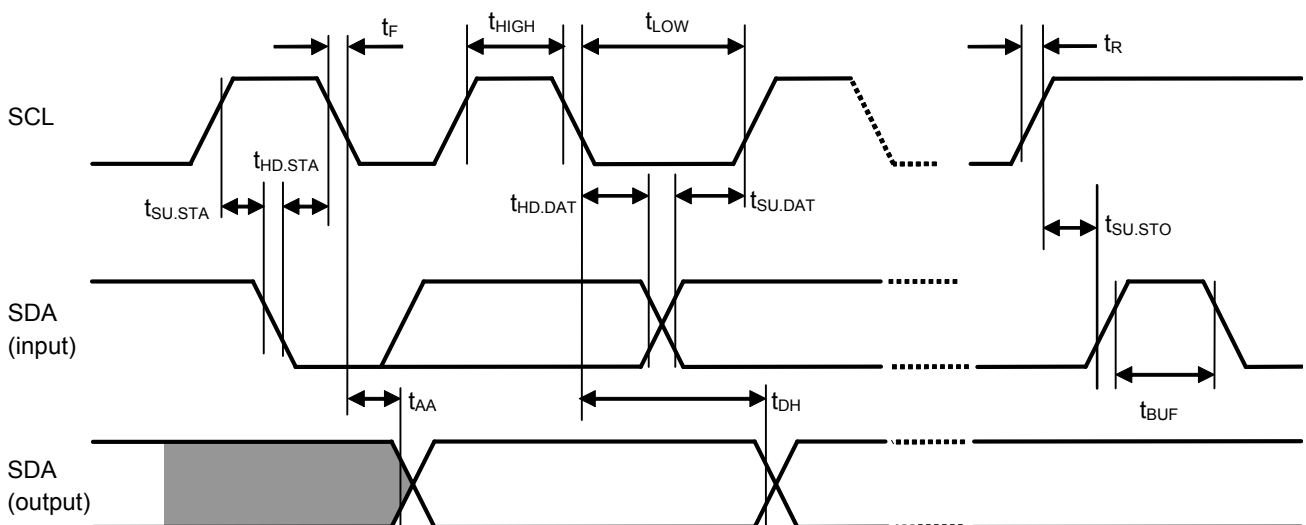 tF
tHIGH
tLOW
tR
SCL
tHD.STA
tSU.STA
tHD.DAT
tSU.DAT
tSU.STO
SDA
(input)
tAA
tDH
tBUF
SDA
(output)